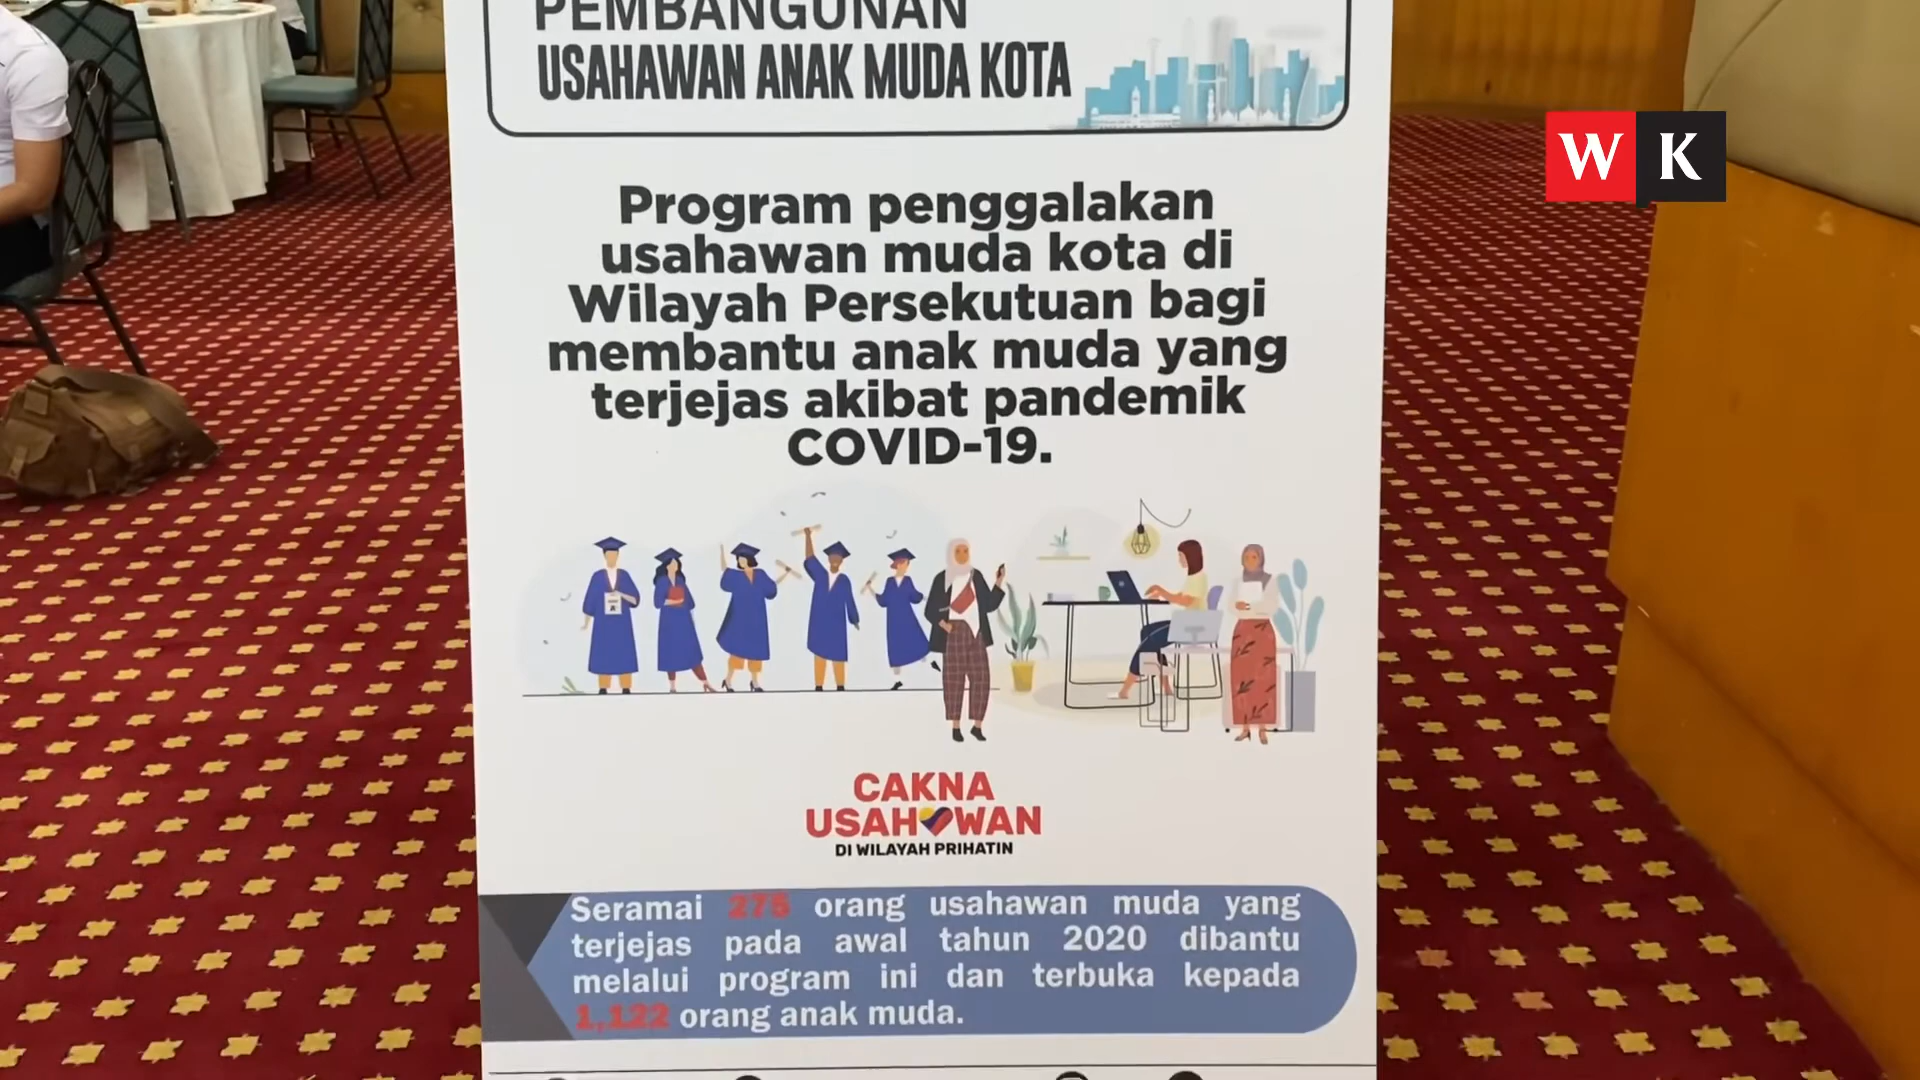 PEMBANGUNAN
USAHAWAN ANAK MUDA KOTA
W K
Program penggalakan
usahawan muda kota di
Wilayah Persekutuan bagi
membantu anak muda yang
terjejas akibat pandemik
COVID-19.
CAKNA
USAHAWAN
DI WILAYAH PRIHATIN
Seramai 275 orang usahawan muda yang
terjejas pada awal tahun 2020 dibantu
melalui program ini dan terbuka kepada
1,122 orang anak muda.